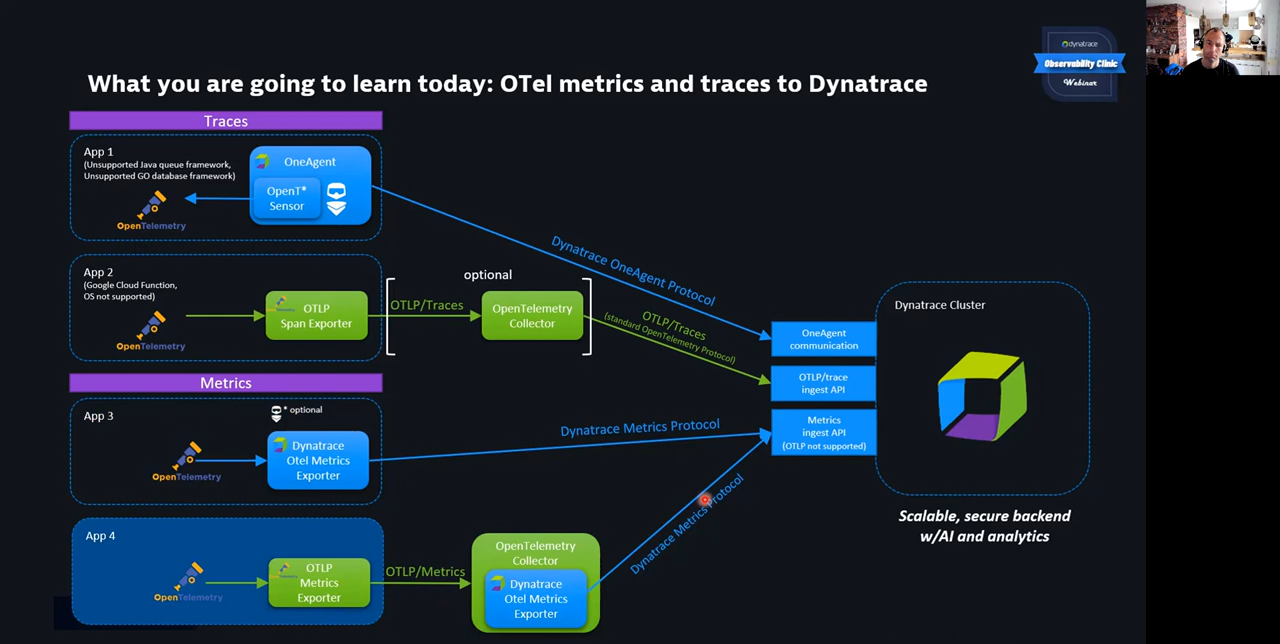 dynatrace
Observability Clinic
Webinar
What you are going to learn today: OTel metrics and traces to Dynatrace
Traces
App 1
(Unsupported Java queue framework,
Unsupported GO database framework)
OpenTelemetry
OneAgent
OpenT*
Sensor
Dynatrace OneAgent Protocol
App 2
(Google Cloud Function,
OS not supported)
OpenTelemetry
OTLP
Span Exporter
optional
OTLP/Traces
OpenTelemetry
Collector
OTLP/Traces
(standard OpenTelemetry Protocol)
Metrics
App 3
* optional
OpenTelemetry
Dynatrace
Otel Metrics
Exporter
Dynatrace Metrics Protocol
App 4
OpenTelemetry
OTLP
Metrics
Exporter
OTLP/Metrics
OpenTelemetry
Collector
Dynatrace
Otel Metrics
Exporter
Dynatrace Metrics Protocol
OneAgent
communication
OTLP/trace
ingest API
Metrics
ingest API
(OTLP not supported)
Dynatrace Cluster
Scalable, secure backend
w/AI and analytics